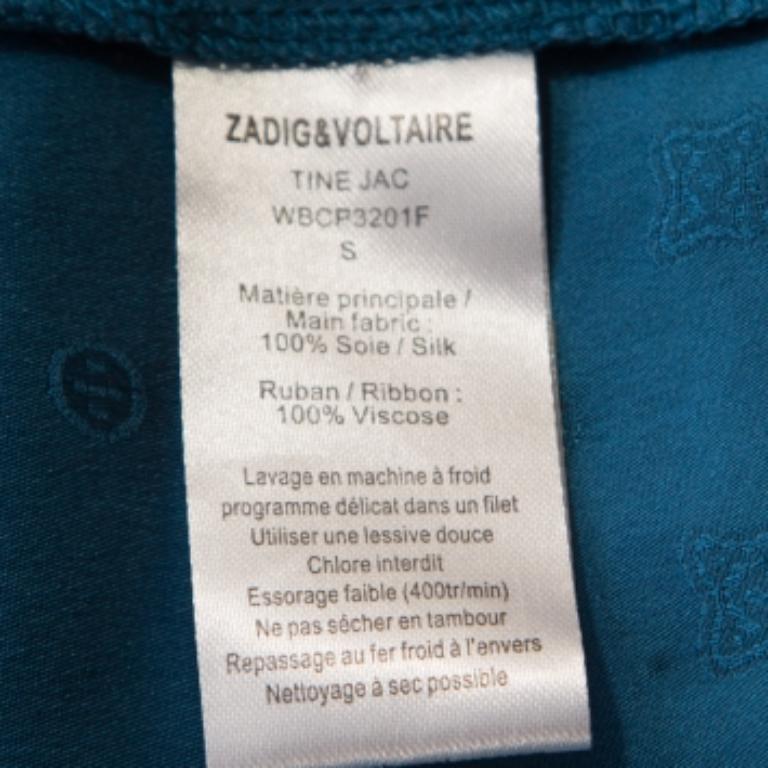 ZADIG&VOLTAIRE
TINE JAC
WBCP3201F
S
Matière principale /
Main fabric :
100% Soie / Silk
Ruban / Ribbon :
100% Viscose
Lavage en machine à froid
programme délicat dans un filet
Utiliser une lessive douce
Chlore interdit
Essorage faible (400tr/min)
Ne pas sécher en tambour
Repassage au fer froid à l'envers
Nettoyage à sec possible